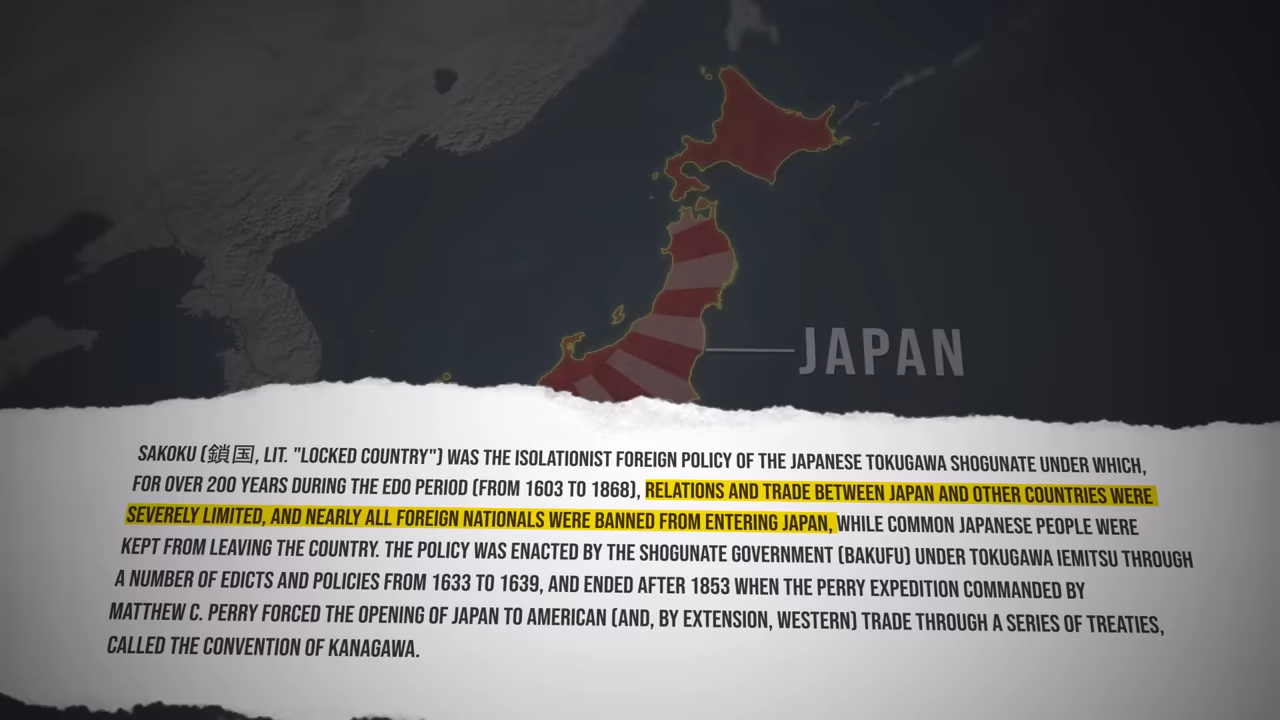 JAPAN
SAKOKU (鎖国, LIT. "LOCKED COUNTRY") WAS THE ISOLATIONIST FOREIGN POLICY OF THE JAPANESE TOKUGAWA SHOGUNATE UNDER WHICH,
FOR OVER 200 YEARS DURING THE EDO PERIOD (FROM 1603 TO 1868), RELATIONS AND TRADE BETWEEN JAPAN AND OTHER COUNTRIES WERE
SEVERELY LIMITED, AND NEARLY ALL FOREIGN NATIONALS WERE BANNED FROM ENTERING JAPAN, WHILE COMMON JAPANESE PEOPLE WERE
KEPT FROM LEAVING THE COUNTRY. THE POLICY WAS ENACTED BY THE SHOGUNATE GOVERNMENT (BAKUFU) UNDER TOKUGAWA IEMITSU THROUGH
A NUMBER OF EDICTS AND POLICIES FROM 1633 TO 1639, AND ENDED AFTER 1853 WHEN THE PERRY EXPEDITION COMMANDED BY
MATTHEW C. PERRY FORCED THE OPENING OF JAPAN TO AMERICAN (AND, BY EXTENSION, WESTERN) TRADE THROUGH A SERIES OF TREATIES,
CALLED THE CONVENTION OF KANAGAWA.